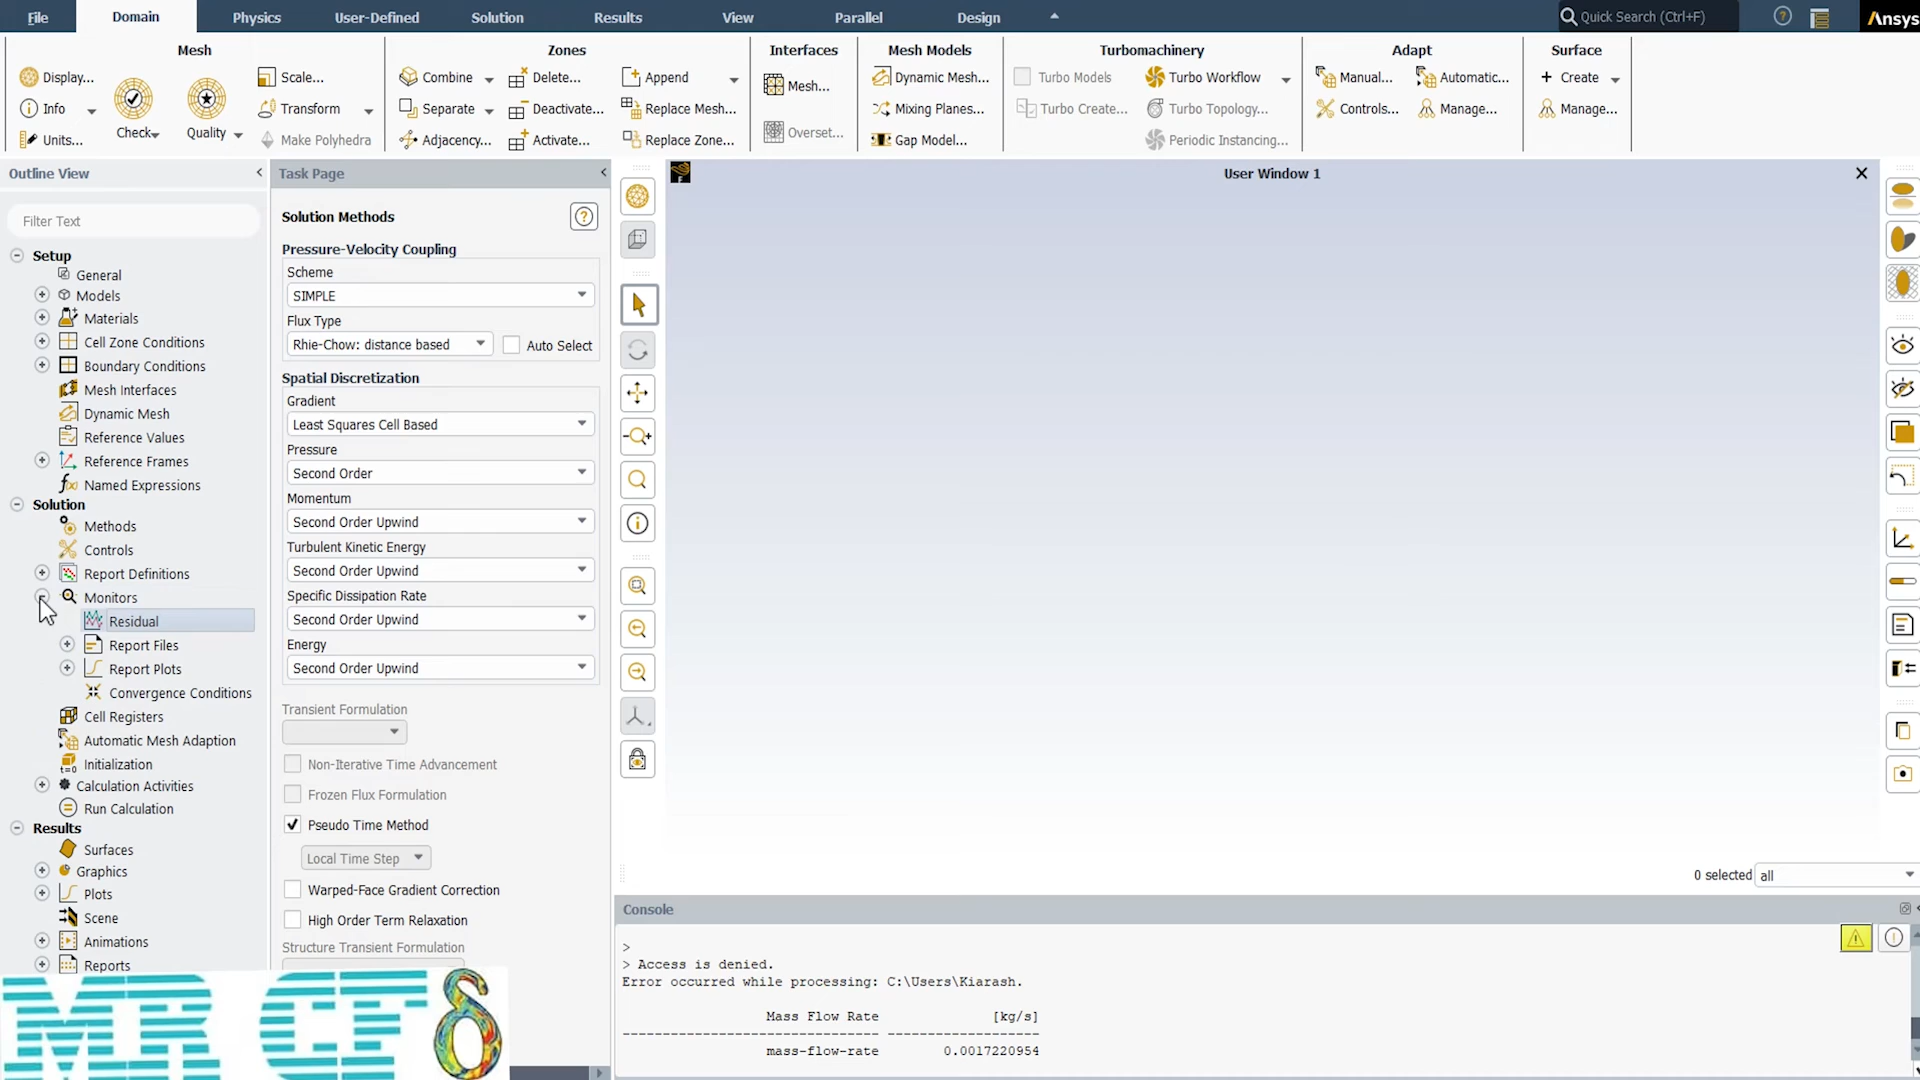 File Domain Physics User-Defined Solution Results View Parallel Design Quick Search (Ctrl+F) Ansys
Mesh Zones Interfaces Mesh Models Turbomachinery Adapt Surface
Display... Scale... Combine Delete... Append Mesh... Dynamic Mesh... Turbo Models Turbo Workflow Manual... Automatic... + Create
Info Check Quality Transform Separate Deactivate... Replace Mesh... Mixing Planes... Turbo Create... Turbo Topology... Controls... Manage... Manage...
Units... Make Polyhedra Adjacency... Activate... Replace Zone... Overset... Gap Model... Periodic Instancing...
Outline View
Filter Text
Setup
General
Models
Materials
Cell Zone Conditions
Boundary Conditions
Mesh Interfaces
Dynamic Mesh
Reference Values
Reference Frames
Named Expressions
Solution
Methods
Controls
Report Definitions
Monitors
Residual
Report Files
Report Plots
Convergence Conditions
Cell Registers
Automatic Mesh Adaption
Initialization
Calculation Activities
Run Calculation
Results
Surfaces
Graphics
Plots
Scene
Animations
Reports
MR CF
Task Page
Solution Methods
Pressure-Velocity Coupling
Scheme
SIMPLE
Flux Type
Rhie-Chow: distance based Auto Select
Spatial Discretization
Gradient
Least Squares Cell Based
Pressure
Second Order
Momentum
Second Order Upwind
Turbulent Kinetic Energy
Second Order Upwind
Specific Dissipation Rate
Second Order Upwind
Energy
Second Order Upwind
Transient Formulation
Non-Iterative Time Advancement
Frozen Flux Formulation
Pseudo Time Method
Local Time Step
Warped-Face Gradient Correction
High Order Term Relaxation
Structure Transient Formulation
User Window 1
0 selected all
Console
>
> Access is denied.
Error occurred while processing: C:\Users\Kiarash.
Mass Flow Rate [kg/s]
-------------------------------- --------------------
mass-flow-rate 0.0017220954